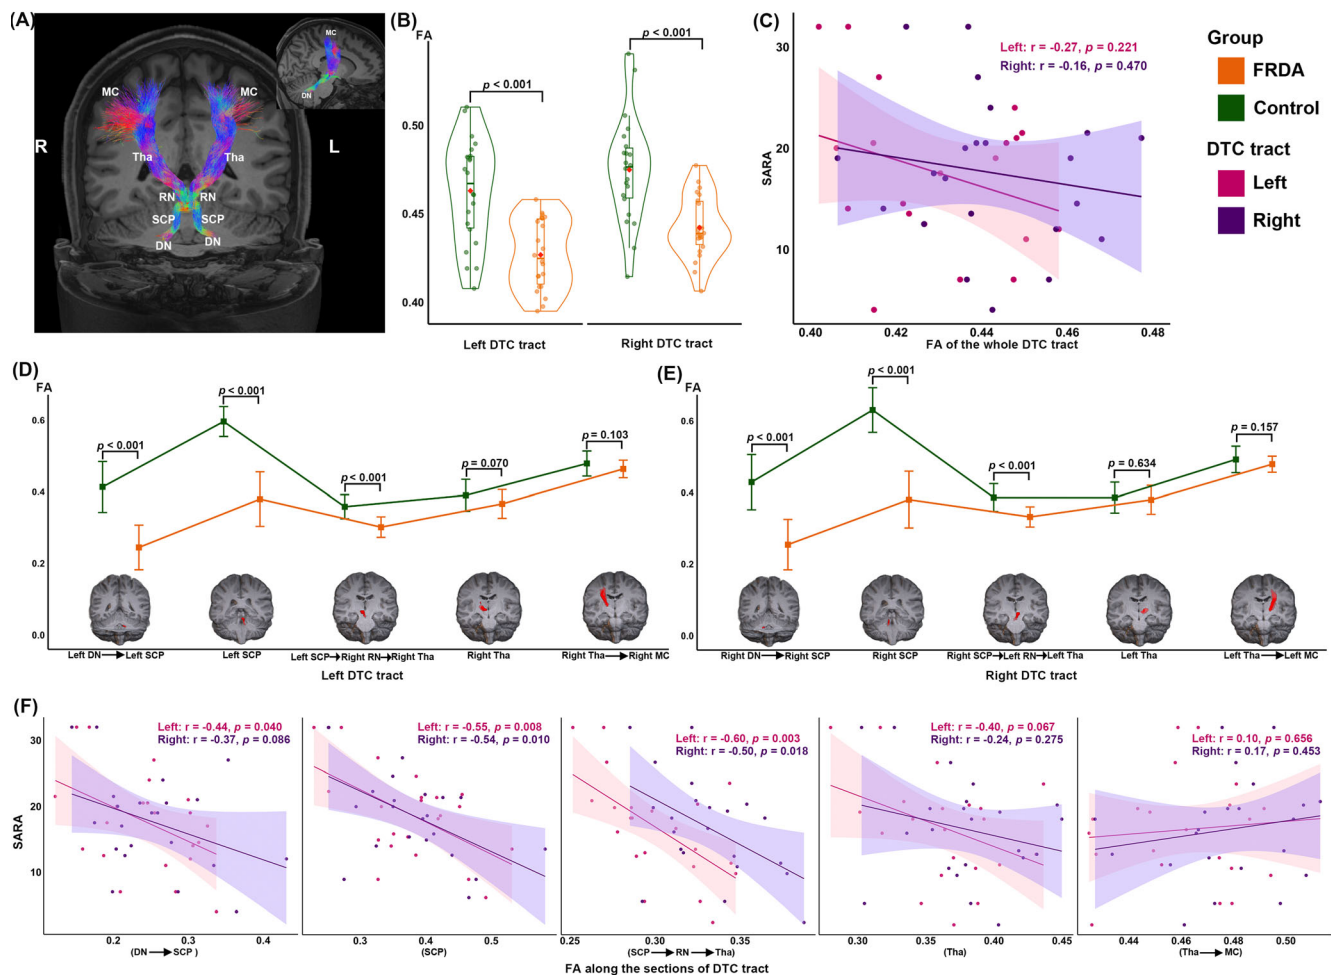 (A)
MC
DN
MC
MC
R
L
Tha
Tha
RN
RN
SCP
SCP
DN
DN
(B)
FA
p < 0.001
p < 0.001
0.50
0.45
0.40
Left DTC tract
Right DTC tract
(C)
Left: r = -0.27, p = 0.221
Right: r = -0.16, p = 0.470
30
20
10
SARA
0.40
0.42
0.44
0.46
0.48
FA of the whole DTC tract
Group
FRDA
Control
DTC tract
Left
Right
(D)
FA
p < 0.001
p < 0.001
p < 0.001
p = 0.070
p = 0.103
0.6
0.4
0.2
0.0
Left DN→Left SCP
Left SCP
Left SCP→Right RN→Right Tha
Right Tha
Right Tha→Right MC
Left DTC tract
(E)
FA
p < 0.001
p < 0.001
p < 0.001
p = 0.634
p = 0.157
0.6
0.4
0.2
0.0
Right DN→Right SCP
Right SCP
Right SCP→Left RN→Left Tha
Left Tha
Left Tha→Left MC
Right DTC tract
(F)
SARA
30
20
10
Left: r = -0.44, p = 0.040
Right: r = -0.37, p = 0.086
0.2
0.3
0.4
(DN→SCP )
Left: r = -0.55, p = 0.008
Right: r = -0.54, p = 0.010
0.3
0.4
0.5
(SCP)
Left: r = -0.60, p = 0.003
Right: r = -0.50, p = 0.018
0.25
0.30
0.35
(SCP→RN→Tha)
Left: r = -0.40, p = 0.067
Right: r = -0.24, p = 0.275
0.30
0.35
0.40
0.45
(Tha)
Left: r = 0.10, p = 0.656
Right: r = 0.17, p = 0.453
0.44
0.46
0.48
0.50
(Tha→MC)
FA along the sections of DTC tract